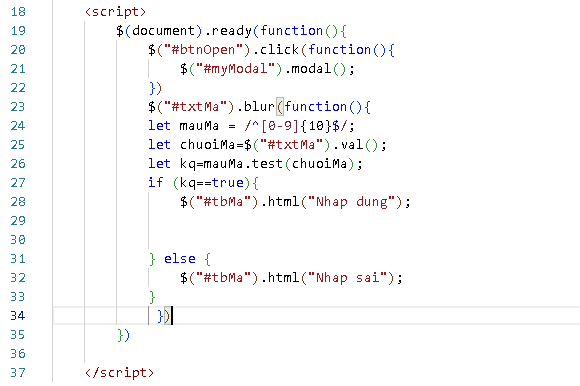 18 <script>
19 $(document).ready(function(){
20 $("#btnOpen").click(function(){
21 $("#myModal").modal();
22 })
23 $("#txtMa").blur(function(){
24 let mauMa = /^[0-9]{10}$/;
25 let chuoiMa=$("#txtMa").val();
26 let kq=mauMa.test(chuoiMa);
27 if (kq==true){
28 $("#tbMa").html("Nhap dung");
29
30
31 } else {
32 $("#tbMa").html("Nhap sai");
33 }
34 })
35 })
36
37 </script>